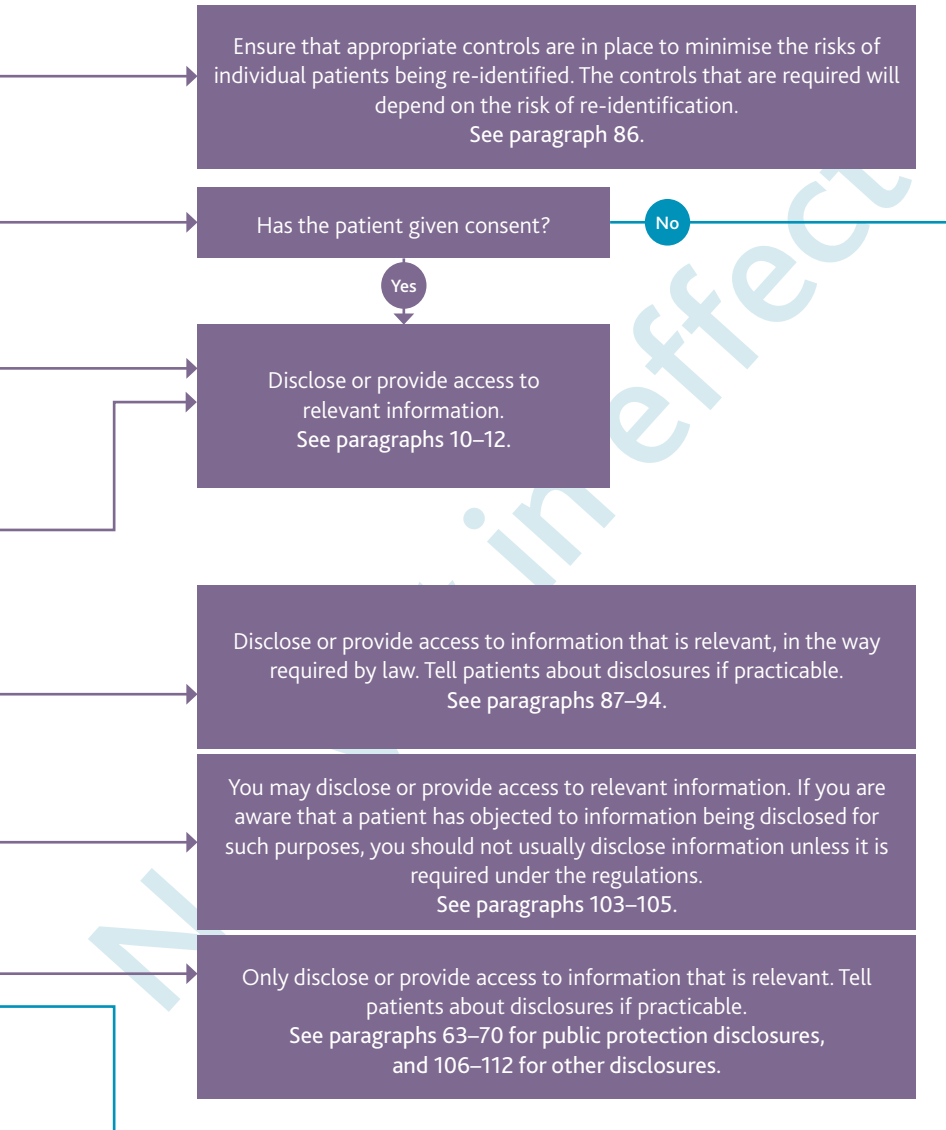 Ensure that appropriate controls are in place to minimise the risks of
individual patients being re-identified. The controls that are required will
depend on the risk of re-identification.
See paragraph 86.
Has the patient given consent?
No
Yes
Disclose or provide access to
relevant information.
See paragraphs 10–12.
Disclose or provide access to information that is relevant, in the way
required by law. Tell patients about disclosures if practicable.
See paragraphs 87–94.
You may disclose or provide access to relevant information. If you are
aware that a patient has objected to information being disclosed for
such purposes, you should not usually disclose information unless it is
required under the regulations.
See paragraphs 103–105.
Only disclose or provide access to information that is relevant. Tell
patients about disclosures if practicable.
See paragraphs 63–70 for public protection disclosures,
and 106–112 for other disclosures.
in effect